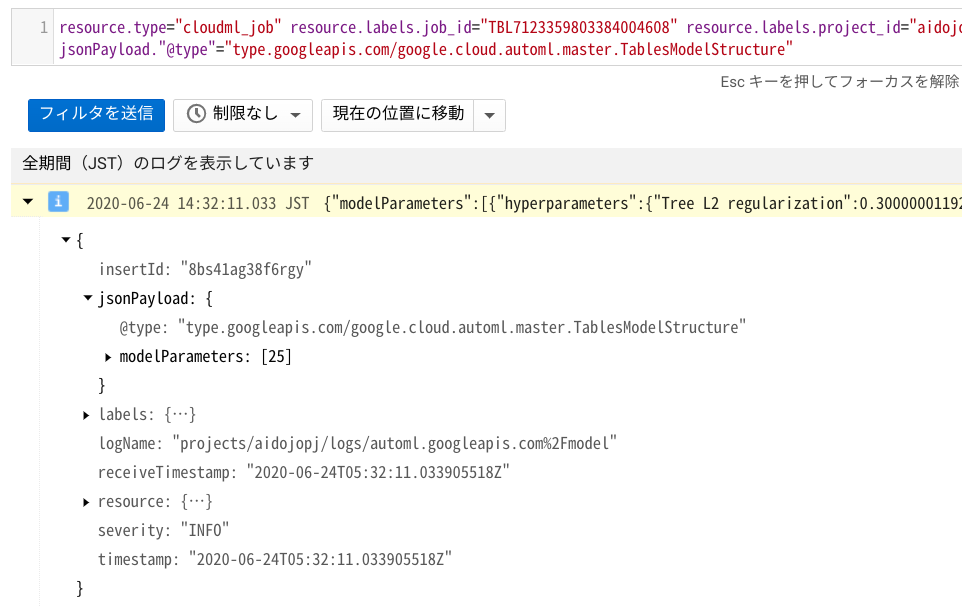 1 resource.type="cloudml_job" resource.labels.job_id="TBL7123359803384004608" resource.labels.project_id="aidojo
jsonPayload."@type"="type.googleapis.com/google.cloud.automl.master.TablesModelStructure"
Esc キーを押してフォーカスを解除
フィルタを送信 制限なし 現在の位置に移動
全期間（JST）のログを表示しています
i 2020-06-24 14:32:11.033 JST {"modelParameters":[{"hyperparameters":{"Tree L2 regularization":0.30000001192
{
insertId: "8bs41ag38f6rgy"
jsonPayload: {
@type: "type.googleapis.com/google.cloud.automl.master.TablesModelStructure"
modelParameters: [25]
}
labels: {…}
logName: "projects/aidojopj/logs/automl.googleapis.com%2Fmodel"
receiveTimestamp: "2020-06-24T05:32:11.033905518Z"
resource: {…}
severity: "INFO"
timestamp: "2020-06-24T05:32:11.033905518Z"
}